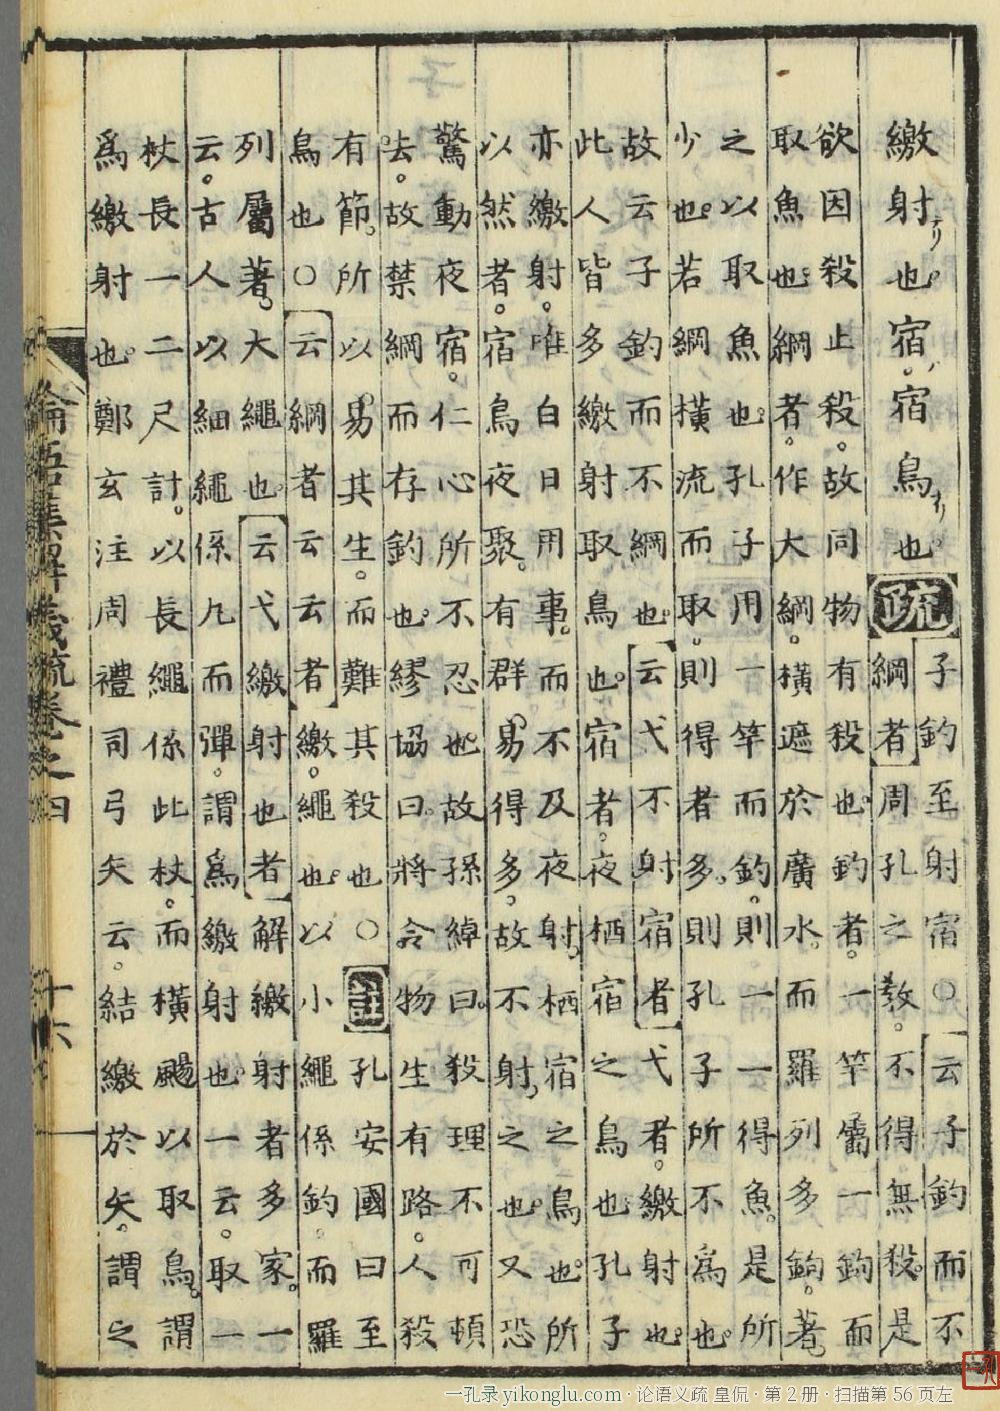 繳射也。宿。宿鳥也。疏子釣至射宿○云子釣而不
綱者周孔之教。不得無殺。是
欲因殺止殺。故同物有殺也。釣者。一竿屬一鉤而
取魚也。綱者。作大綱。橫遮於廣水。而羅列多鉤。著
之以取魚也。孔子用一竿而釣。則一一得魚。是所
少也。若綱橫流而取。則得者多。則孔子所不爲也。
故云子釣而不綱也。云弋不射宿者弋者。繳射也。
此人皆多繳射取鳥也。宿者。夜栖宿之鳥也。孔子
亦繳射。唯白日用事。而不及夜射。栖宿之鳥也。所
以然者。宿鳥夜聚。有群。易得多。故不射之也。又恐
驚動夜宿。仁心所不忍也。故孫綽曰。殺理不可頓
去。故禁綱而存釣也。繆協曰。將令物生有路。人殺
有節。所以易其生。而難其殺也○註孔安國曰至
鳥也○云綱者云云者繳。繩也。以小繩係釣。而羅
列屬著。大繩也。云弋繳射也者解繳射者多家。一
云。古人以細繩係九而彈。謂爲繳射也。一云。取一
杖長一二尺計。以長繩係此杖。而橫颺以取鳥。謂
爲繳射也。鄭玄注周禮司弓矢云。結繳於矢。謂之
論語集解義疏卷之四
十六
一孔录 yikonglu.com · 论语义疏 皇侃 · 第 2 册 · 扫描第 56 页左